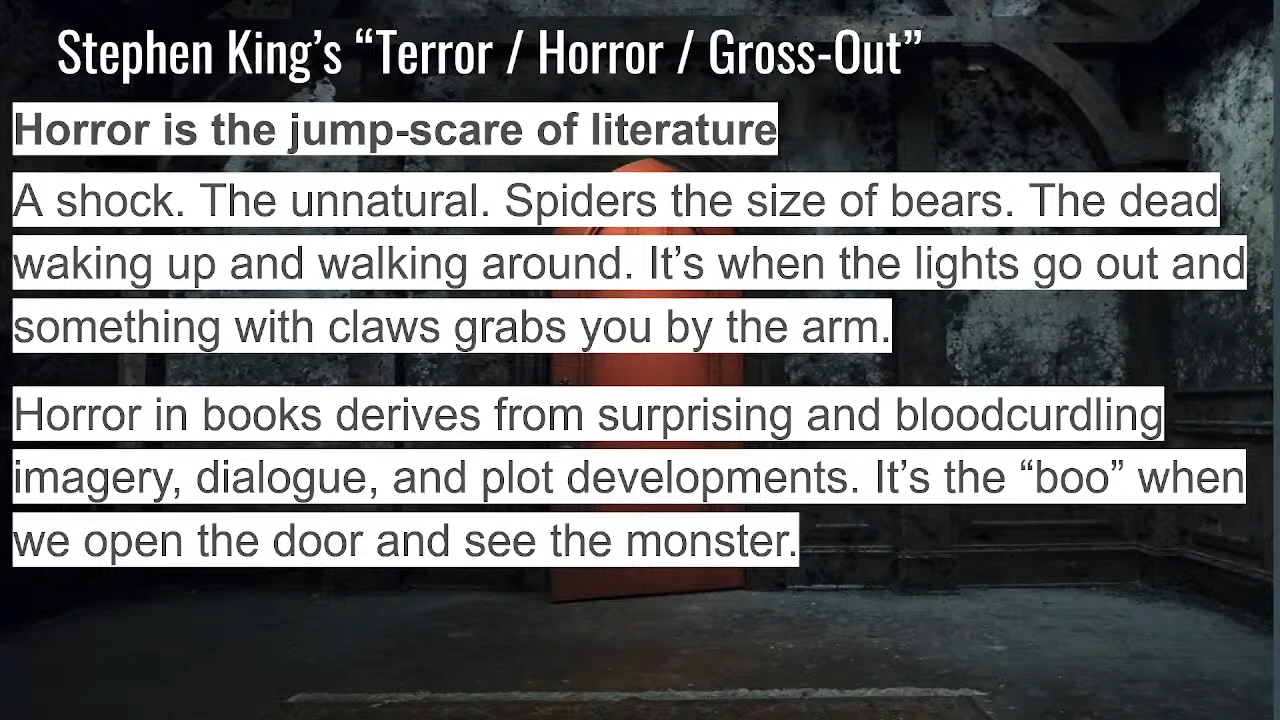 Stephen King’s “Terror / Horror / Gross-Out”
Horror is the jump-scare of literature
A shock. The unnatural. Spiders the size of bears. The dead
waking up and walking around. It’s when the lights go out and
something with claws grabs you by the arm.
Horror in books derives from surprising and bloodcurdling
imagery, dialogue, and plot developments. It’s the “boo” when
we open the door and see the monster.